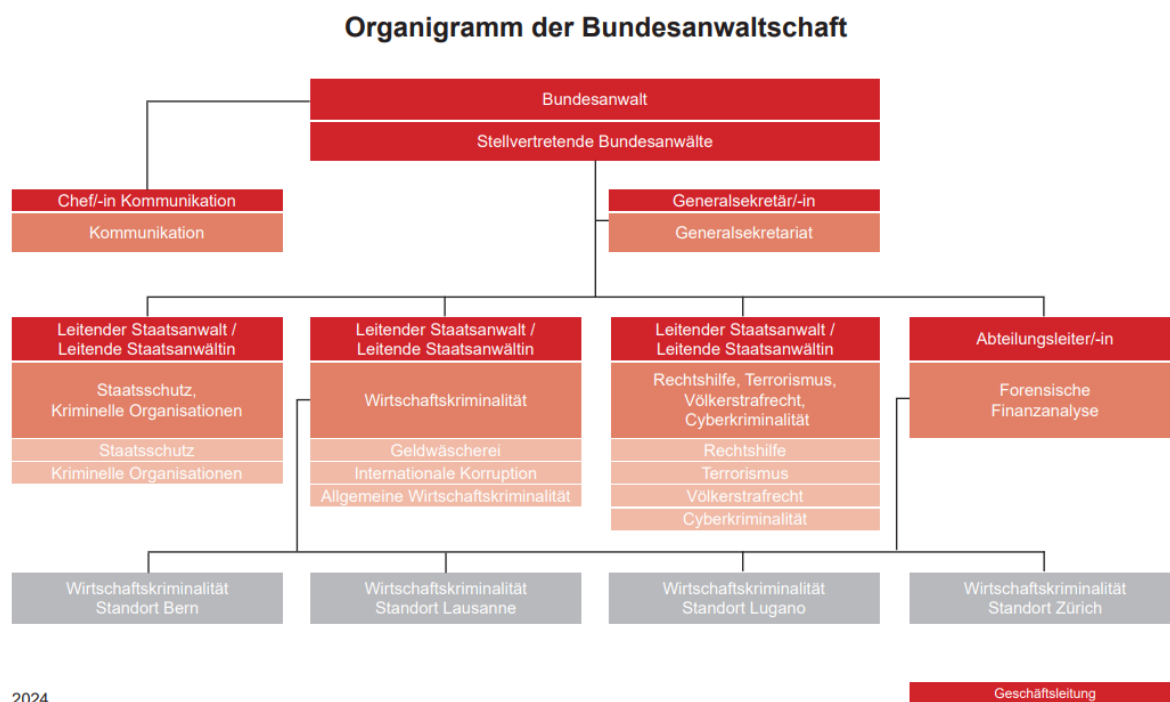 Organigramm der Bundesanwaltschaft
Bundesanwalt
Stellvertretende Bundesanwälte
Chef/-in Kommunikation
Kommunikation
Generalsekretär/-in
Generalsekretariat
Leitender Staatsanwalt /
Leitende Staatsanwältin
Staatsschutz,
Kriminelle Organisationen
Staatsschutz
Kriminelle Organisationen
Leitender Staatsanwalt /
Leitende Staatsanwältin
Wirtschaftskriminalität
Geldwäscherei
Internationale Korruption
Allgemeine Wirtschaftskriminalität
Leitender Staatsanwalt /
Leitende Staatsanwältin
Rechtshilfe, Terrorismus,
Völkerstrafrecht,
Cyberkriminalität
Rechtshilfe
Terrorismus
Völkerstrafrecht
Cyberkriminalität
Abteilungsleiter/-in
Forensische
Finanzanalyse
Wirtschaftskriminalität
Standort Bern
Wirtschaftskriminalität
Standort Lausanne
Wirtschaftskriminalität
Standort Lugano
Wirtschaftskriminalität
Standort Zürich
2024
Geschäftsleitung